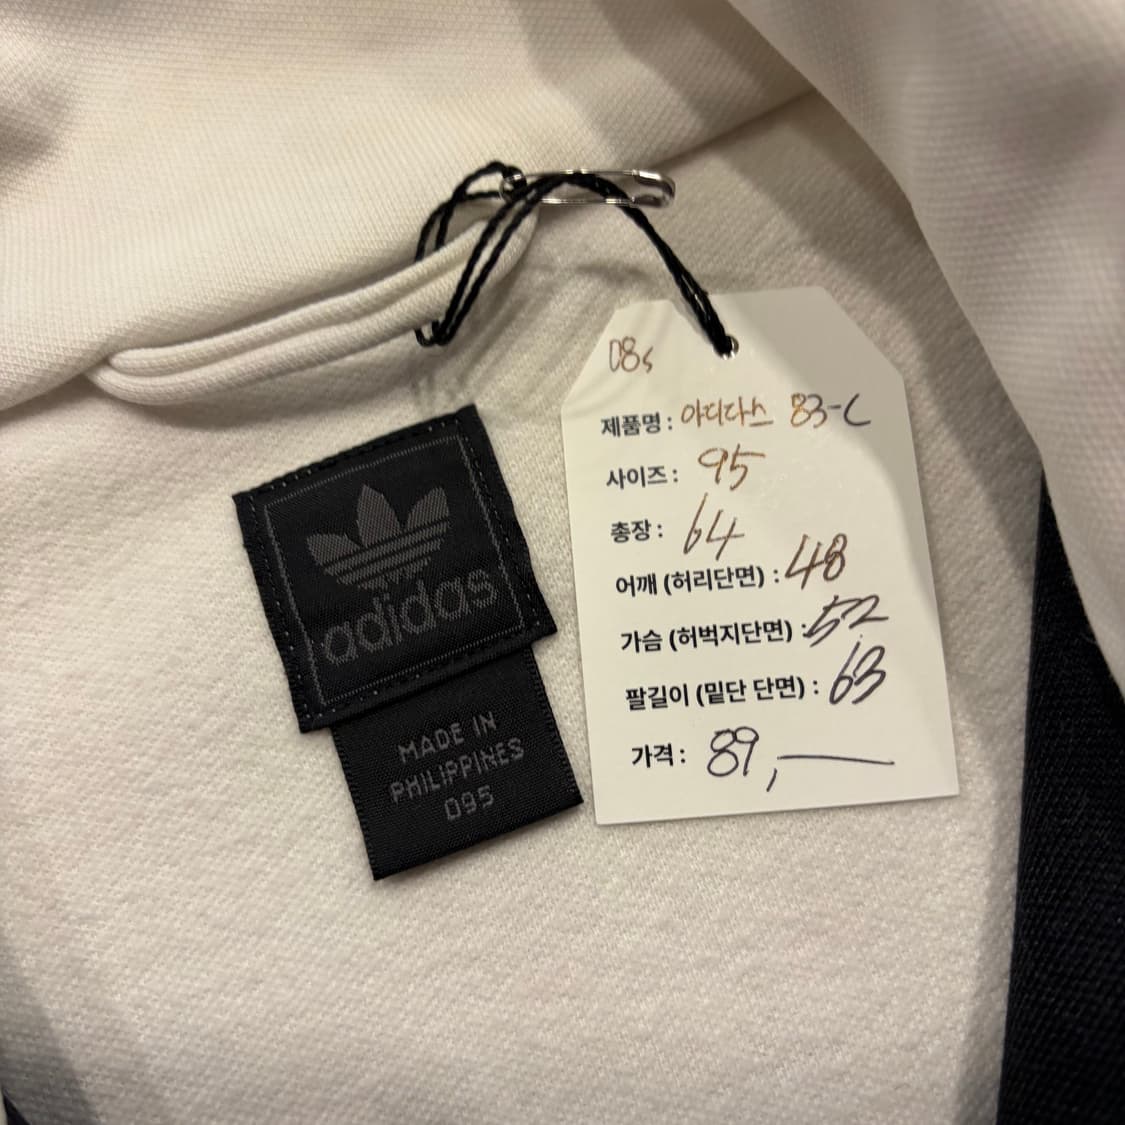 08s
제품명 : 아디다스 83-C
사이즈 : 95
총장 : 64
어깨 (허리단면) : 48
가슴 (허벅지단면) : 52
팔길이 (밑단 단면) : 63
가격 : 89,
adidas
MADE IN
PHILIPPINES
095